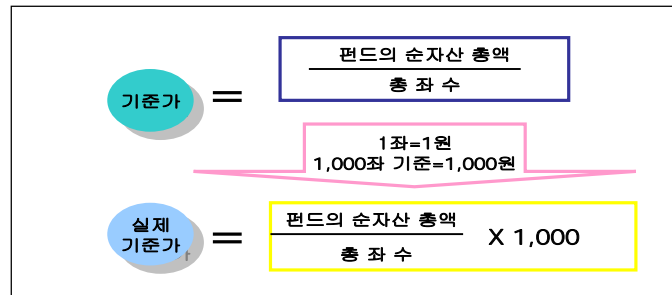 펀드의 순자산 총액
기준가 =
총 좌 수
1좌=1원
1,000좌 기준=1,000원
실제
기준가 =
펀드의 순자산 총액
X 1,000
총 좌 수